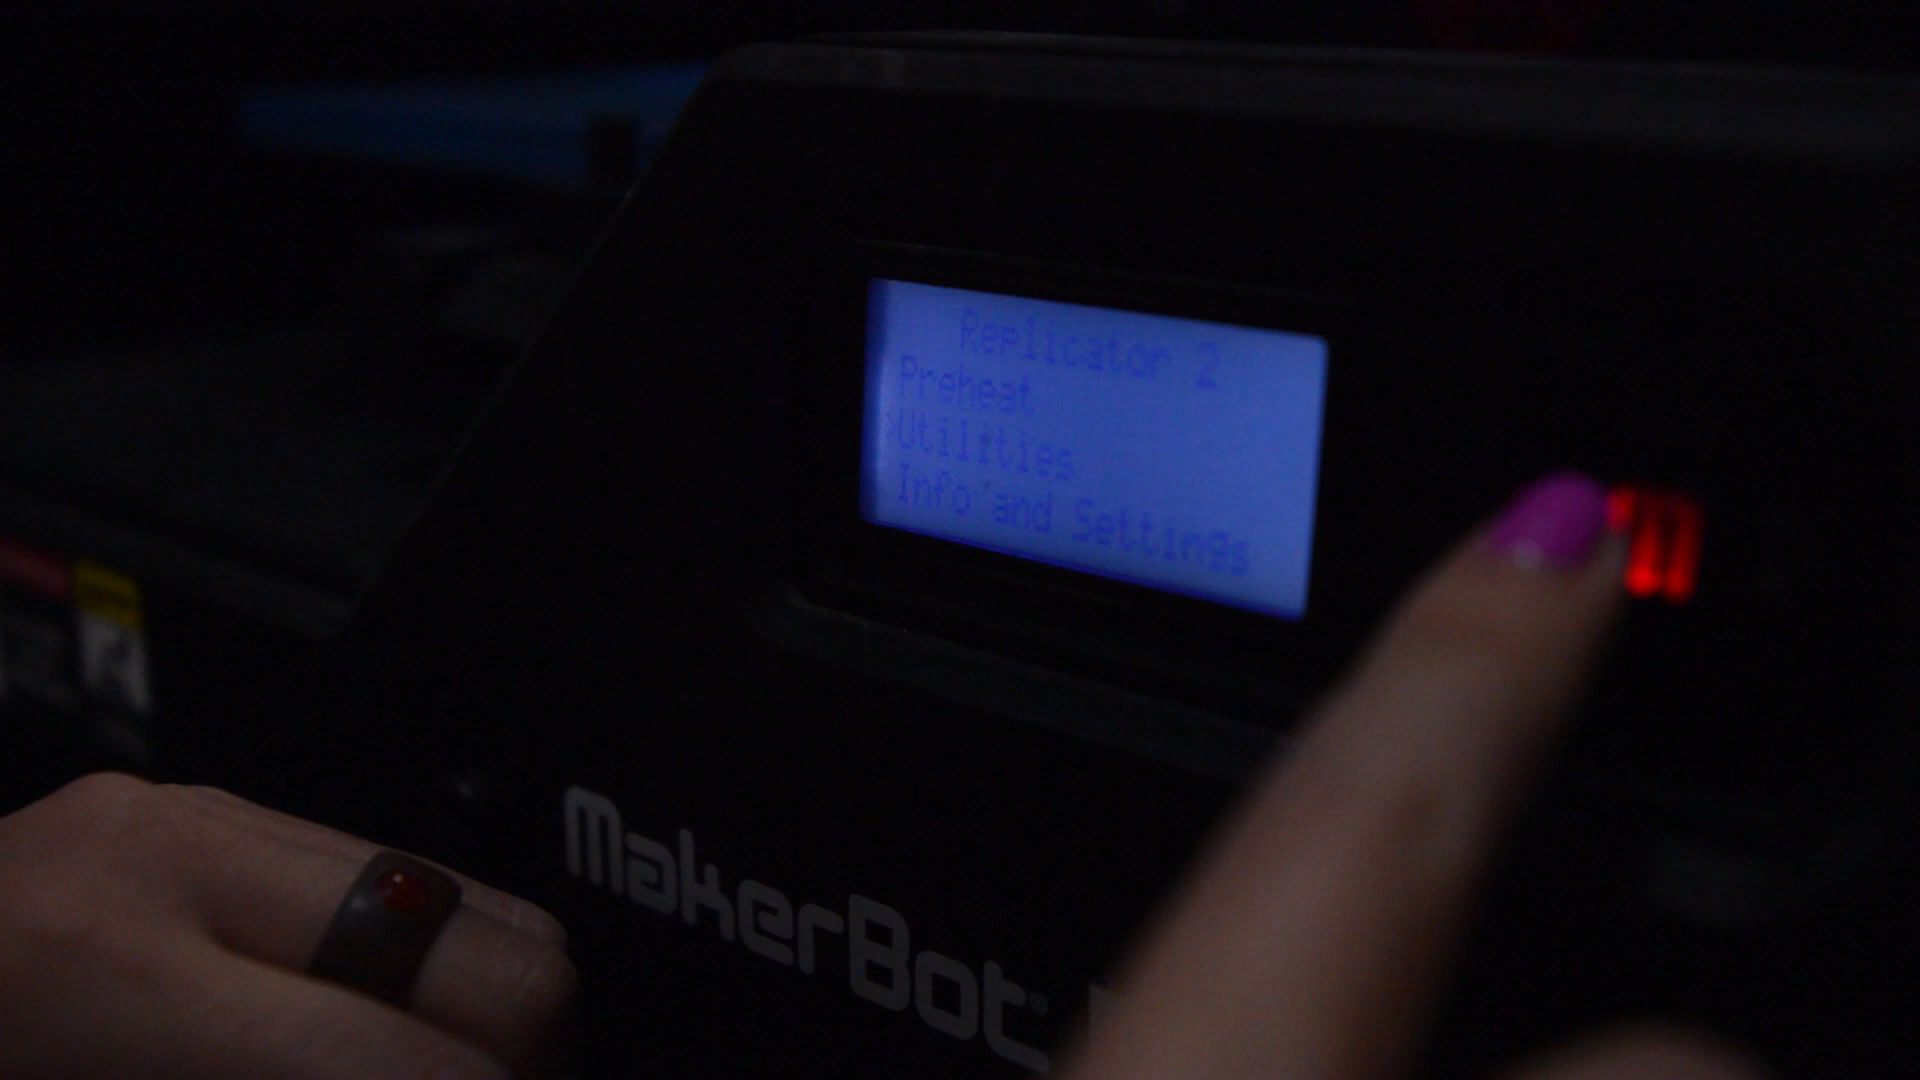 Replicator 2
Preheat
>Utilities
Info and Settings
MakerBot®